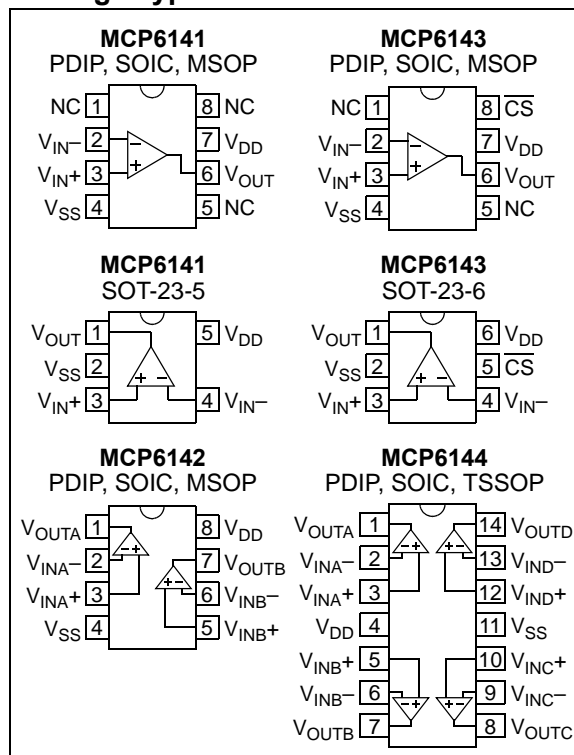 MCP6141
PDIP, SOIC, MSOP
NC 1 8 NC
VIN– 2 7 VDD
VIN+ 3 6 VOUT
VSS 4 5 NC
MCP6143
PDIP, SOIC, MSOP
NC 1 8 CS
VIN– 2 7 VDD
VIN+ 3 6 VOUT
VSS 4 5 NC
MCP6141
SOT-23-5
VOUT 1 5 VDD
VSS 2
VIN+ 3 4 VIN–
MCP6143
SOT-23-6
VOUT 1 6 VDD
VSS 2 5 CS
VIN+ 3 4 VIN–
MCP6142
PDIP, SOIC, MSOP
VOUTA 1 8 VDD
VINA– 2 7 VOUTB
VINA+ 3 6 VINB–
VSS 4 5 VINB+
MCP6144
PDIP, SOIC, TSSOP
VOUTA 1 14 VOUTD
VINA– 2 13 VIND–
VINA+ 3 12 VIND+
VDD 4 11 VSS
VINB+ 5 10 VINC+
VINB– 6 9 VINC–
VOUTB 7 8 VOUTC